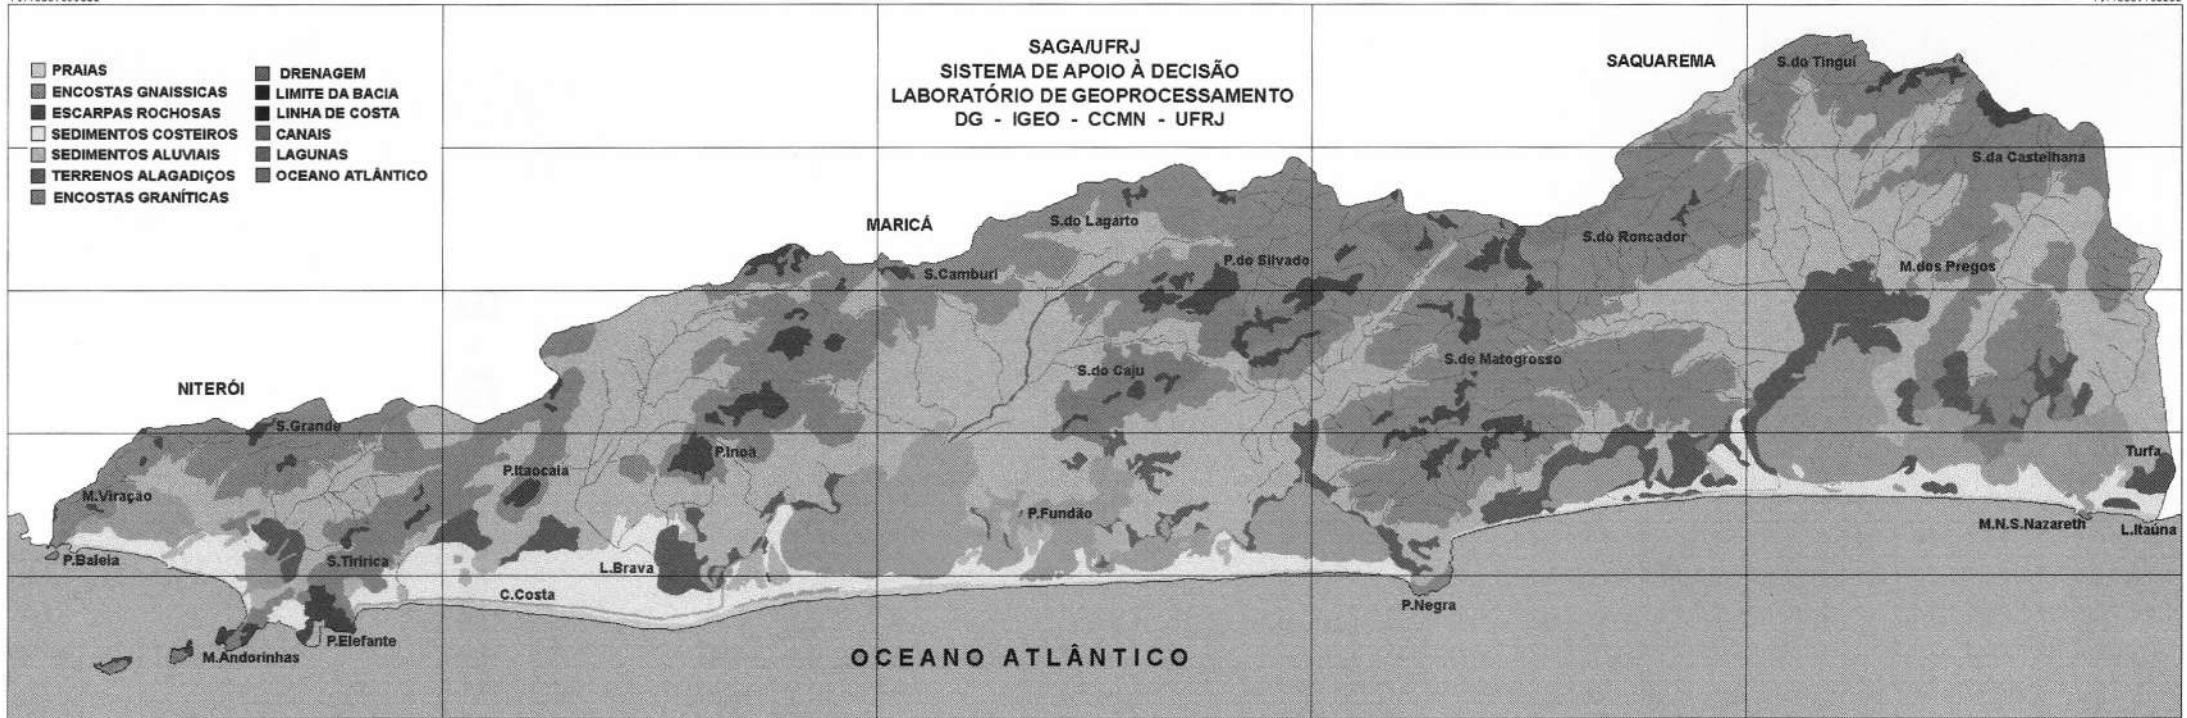 PRAIAS
ENCOSTAS GNAISSICAS
ESCARPAS ROCHOSAS
SEDIMENTOS COSTEIROS
SEDIMENTOS ALUVIAIS
TERRENOS ALAGADIÇOS
ENCOSTAS GRANÍTICAS
DRENAGEM
LIMITE DA BACIA
LINHA DE COSTA
CANAIS
LAGUNAS
OCEANO ATLÂNTICO
SAGA/UFRJ
SISTEMA DE APOIO À DECISÃO
LABORATÓRIO DE GEOPROCESSAMENTO
DG - IGEO - CCMN - UFRJ
SAQUAREMA
S.do Tinguí
S.da Castelhana
MARICÁ
S.do Lagarto
S.do Roncador
S.Camburí
P.do Silvado
M.dos Pregos
S.do Caju
S.de Matogrosso
NITERÓI
S.Grande
P.Itaocaia
P.Inoã
Turfa
M.Viração
P.Fundão
M.N.S.Nazareth
L.Itaúna
P.Baleia
S.Tiririca
L.Brava
C.Costa
P.Negra
P.Elefante
M.Andorinhas
OCEANO ATLÂNTICO